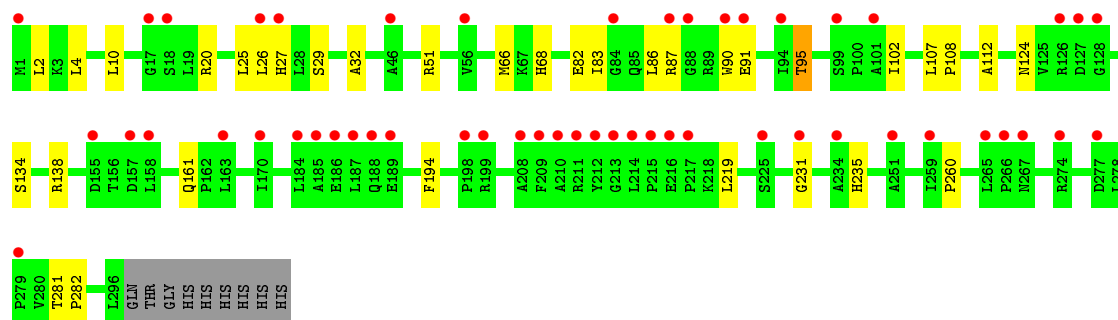 M1 L2 K3 L4 L10 G17 S18 L19 R20 L25 L26 H27 L28 S29 A32 A46 R51 V56 M66 K67 H68 E82 I83 G84 Q85 L86 R87 G88 R89 W90 E91 I94 T95 S99 P100 A101 I102 L107 P108 A112 N124 V125 R126 D127 G128
S134 R138 D155 T156 D157 L158 Q161 P162 L163 I170 L184 A185 E186 L187 Q188 E189 F194 P198 R199 A208 F209 A210 R211 Y212 G213 L214 P215 E216 P217 K218 L219 S225 G231 A234 H235 A251 I259 P260 L265 P266 N267 R274 D277 L278
P279 V280 T281 P282 L296 GLN THR GLY HIS HIS HIS HIS HIS HIS